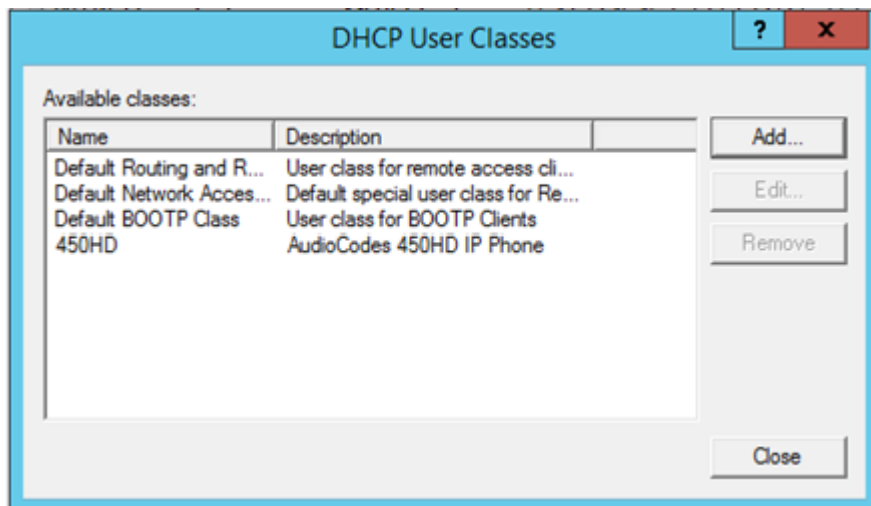 DHCP User Classes
? x
Available classes:
Name Description
Add...
Default Routing and R... User class for remote access cli...
Default Network Acces... Default special user class for Re...
Edit...
Default BOOTP Class User class for BOOTP Clients
450HD AudioCodes 450HD IP Phone
Remove
Close